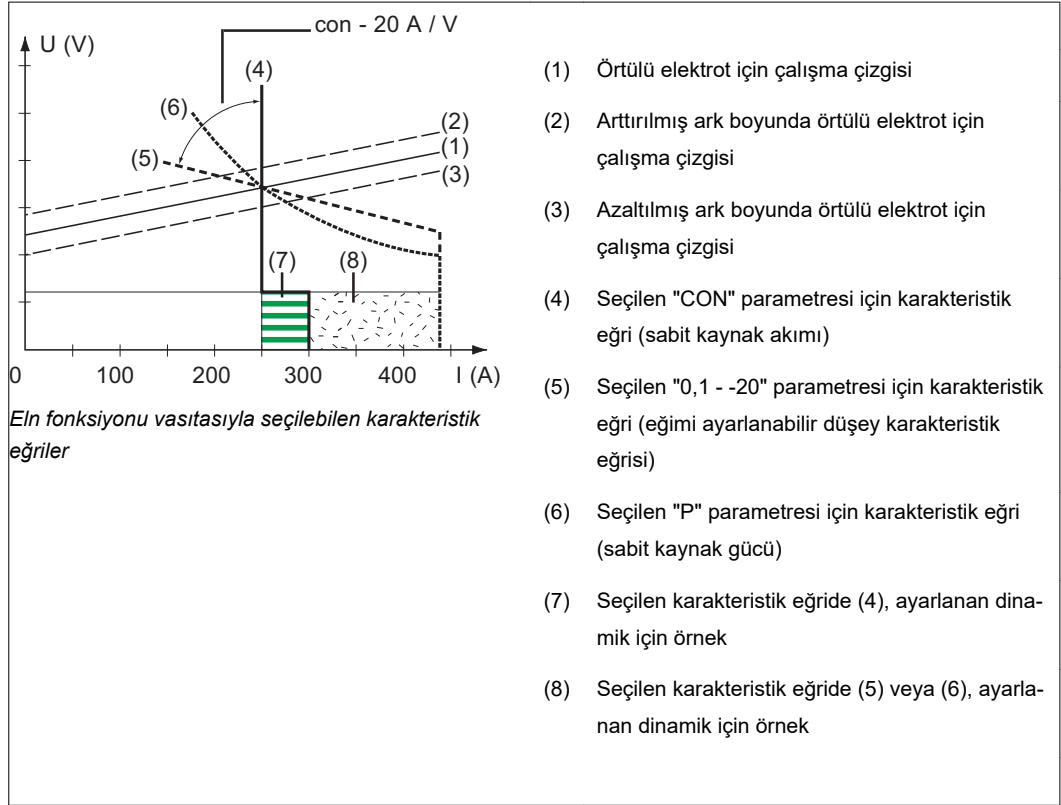 con - 20 A / V
U (V)
(4)
(6)
(5)
(2)
(1)
(3)
(7)
(8)
0
100
200
300
400
I (A)
Eln fonksiyonu vasıtasıyla seçilebilen karakteristik
eğriler
(1) Örtülü elektrot için çalışma çizgisi
(2) Arttırılmış ark boyunda örtülü elektrot için
çalışma çizgisi
(3) Azaltılmış ark boyunda örtülü elektrot için
çalışma çizgisi
(4) Seçilen "CON" parametresi için karakteristik
eğri (sabit kaynak akımı)
(5) Seçilen "0,1 - -20" parametresi için karakteristik
eğri (eğimi ayarlanabilir düşey karakteristik
eğrisi)
(6) Seçilen "P" parametresi için karakteristik eğri
(sabit kaynak gücü)
(7) Seçilen karakteristik eğride (4), ayarlanan dina-
mik için örnek
(8) Seçilen karakteristik eğride (5) veya (6), ayarla-
nan dinamik için örnek